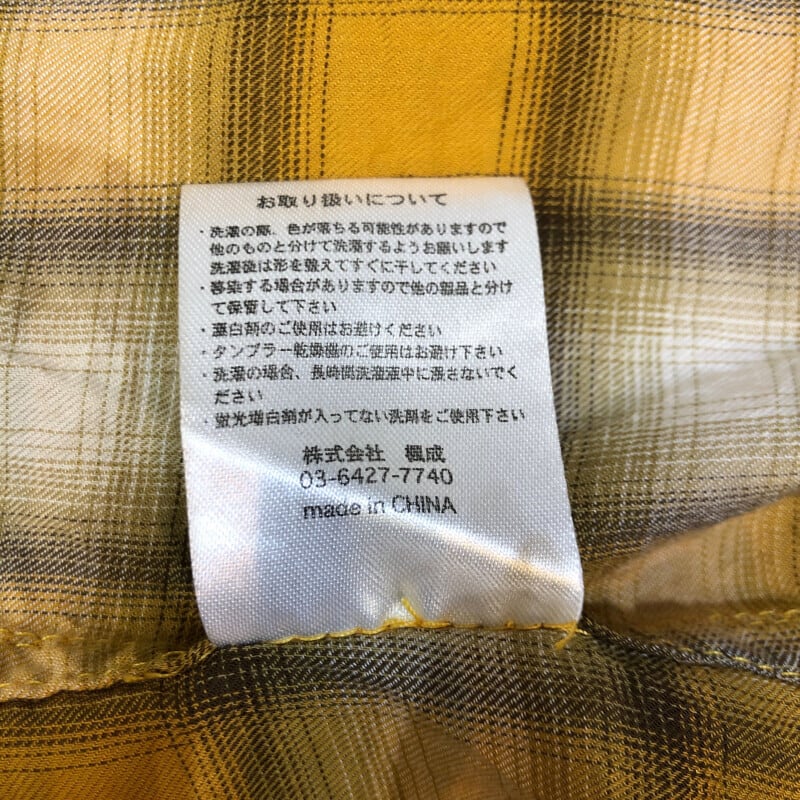 お取り扱いについて
・洗濯の際、色が落ちる可能性がありますので
他のものと分けて洗濯するようお願いします
洗濯後は形を整えてすぐに干してください
・移染する場合がありますので他の部品と分け
て保管して下さい
・蛋白剤のご使用はお避けください
・タンブラー乾燥機のご使用はお避け下さい
・洗濯の場合、長時間洗濯液中に浸さないでく
ださい
・蛍光増白剤が入ってない洗剤をご使用下さい
株式会社 楓成
03-6427-7740
made in CHINA